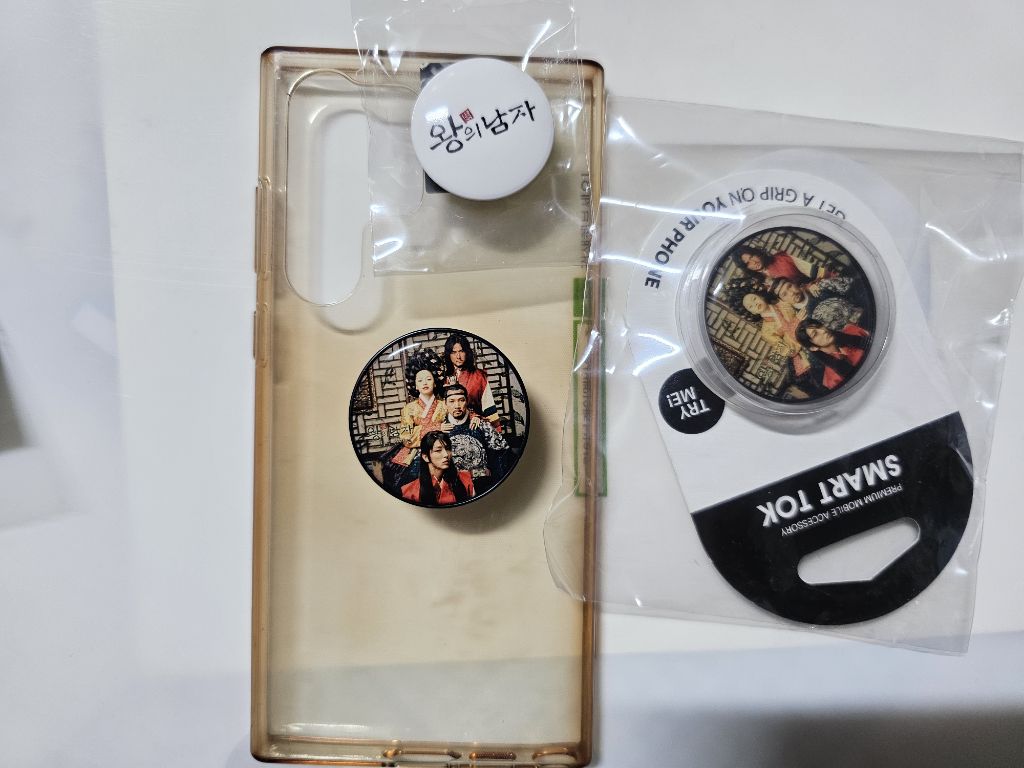 왕의남자
GET A GRIP ON YOUR PHONE
TRY
ME!
SMART TOK
PREMIUM MOBILE ACCESSORY